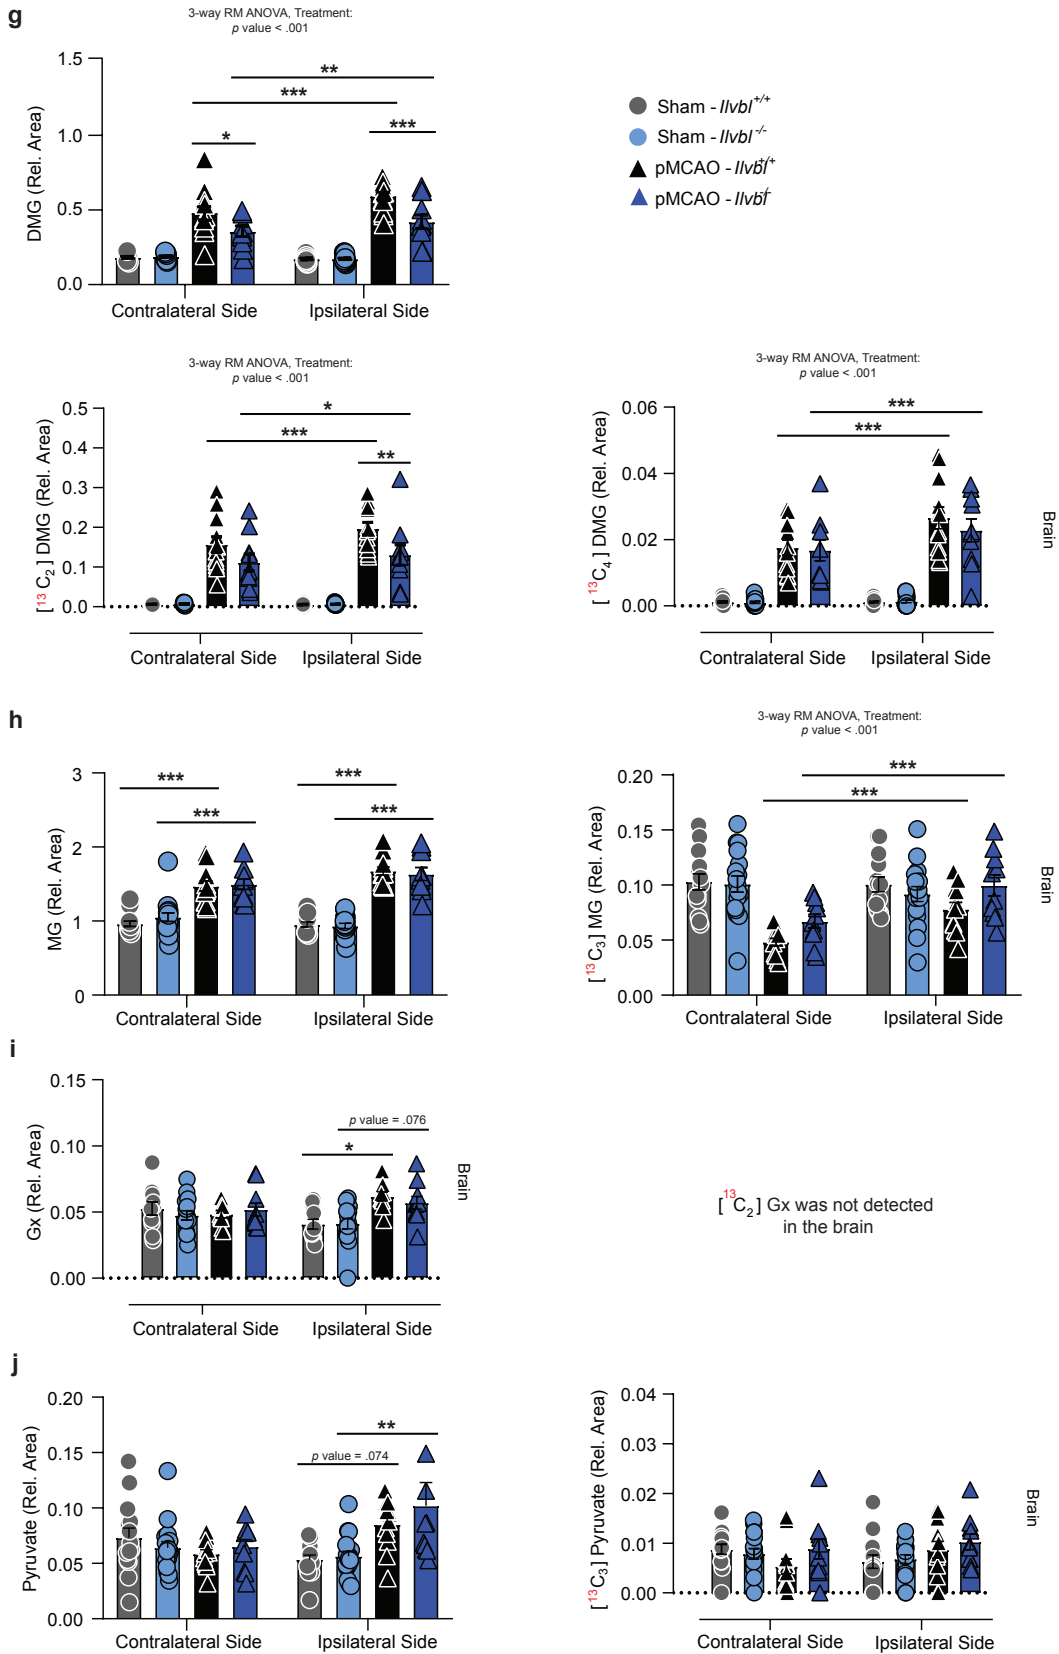 g
3-way RM ANOVA, Treatment:
p value < .001
1.5
1.0
0.5
0.0
DMG (Rel. Area)
**
***
*
***
Contralateral Side
Ipsilateral Side
Sham - Ilvbl+/+
Sham - Ilvbl-/-
pMCAO - Ilvbl+/+
pMCAO - Ilvbl-/-
3-way RM ANOVA, Treatment:
p value < .001
0.5
0.4
0.3
0.2
0.1
0.0
[13C2] DMG (Rel. Area)
*
***
**
Contralateral Side
Ipsilateral Side
3-way RM ANOVA, Treatment:
p value < .001
0.06
0.04
0.02
0.00
[13C4] DMG (Rel. Area)
***
***
Contralateral Side
Ipsilateral Side
Brain
h
3
2
1
0
MG (Rel. Area)
***
***
***
***
Contralateral Side
Ipsilateral Side
3-way RM ANOVA, Treatment:
p value < .001
0.20
0.15
0.10
0.05
0.00
[13C3] MG (Rel. Area)
***
***
Contralateral Side
Ipsilateral Side
Brain
i
0.15
0.10
0.05
0.00
Gx (Rel. Area)
p value = .076
*
Contralateral Side
Ipsilateral Side
Brain
[13C2] Gx was not detected
in the brain
j
0.20
0.15
0.10
0.05
0.00
Pyruvate (Rel. Area)
**
p value = .074
Contralateral Side
Ipsilateral Side
0.04
0.03
0.02
0.01
0.00
[13C3] Pyruvate (Rel. Area)
Contralateral Side
Ipsilateral Side
Brain